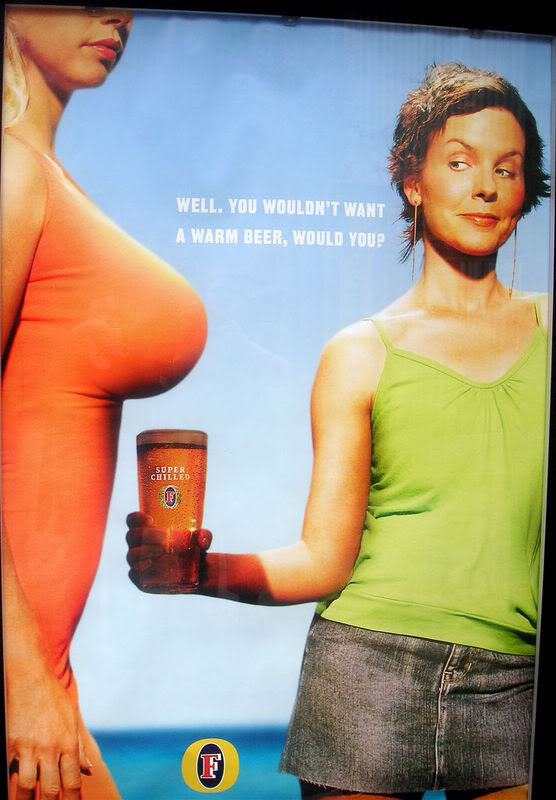 WELL. YOU WOULDN'T WANT
A WARM BEER, WOULD YOU?
SUPER
CHILLED
F
F